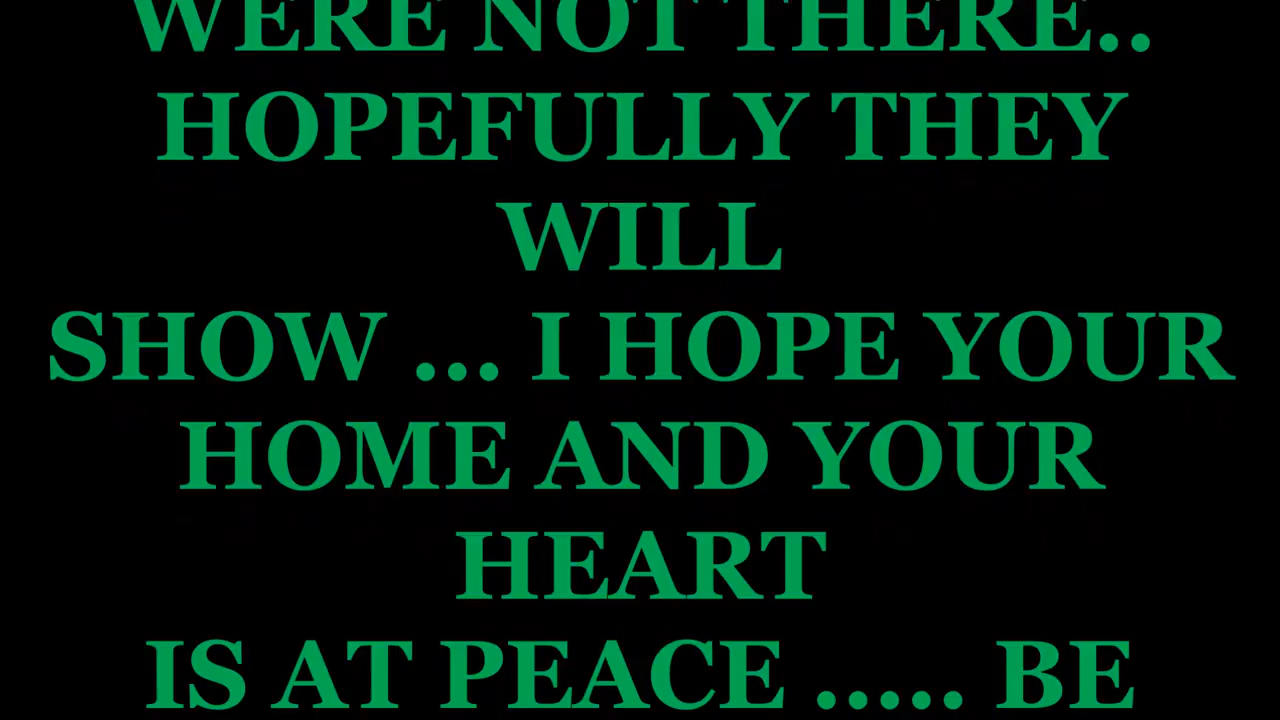 WERE NOT THERE..
HOPEFULLY THEY
WILL
SHOW ... I HOPE YOUR
HOME AND YOUR
HEART
IS AT PEACE ..... BE